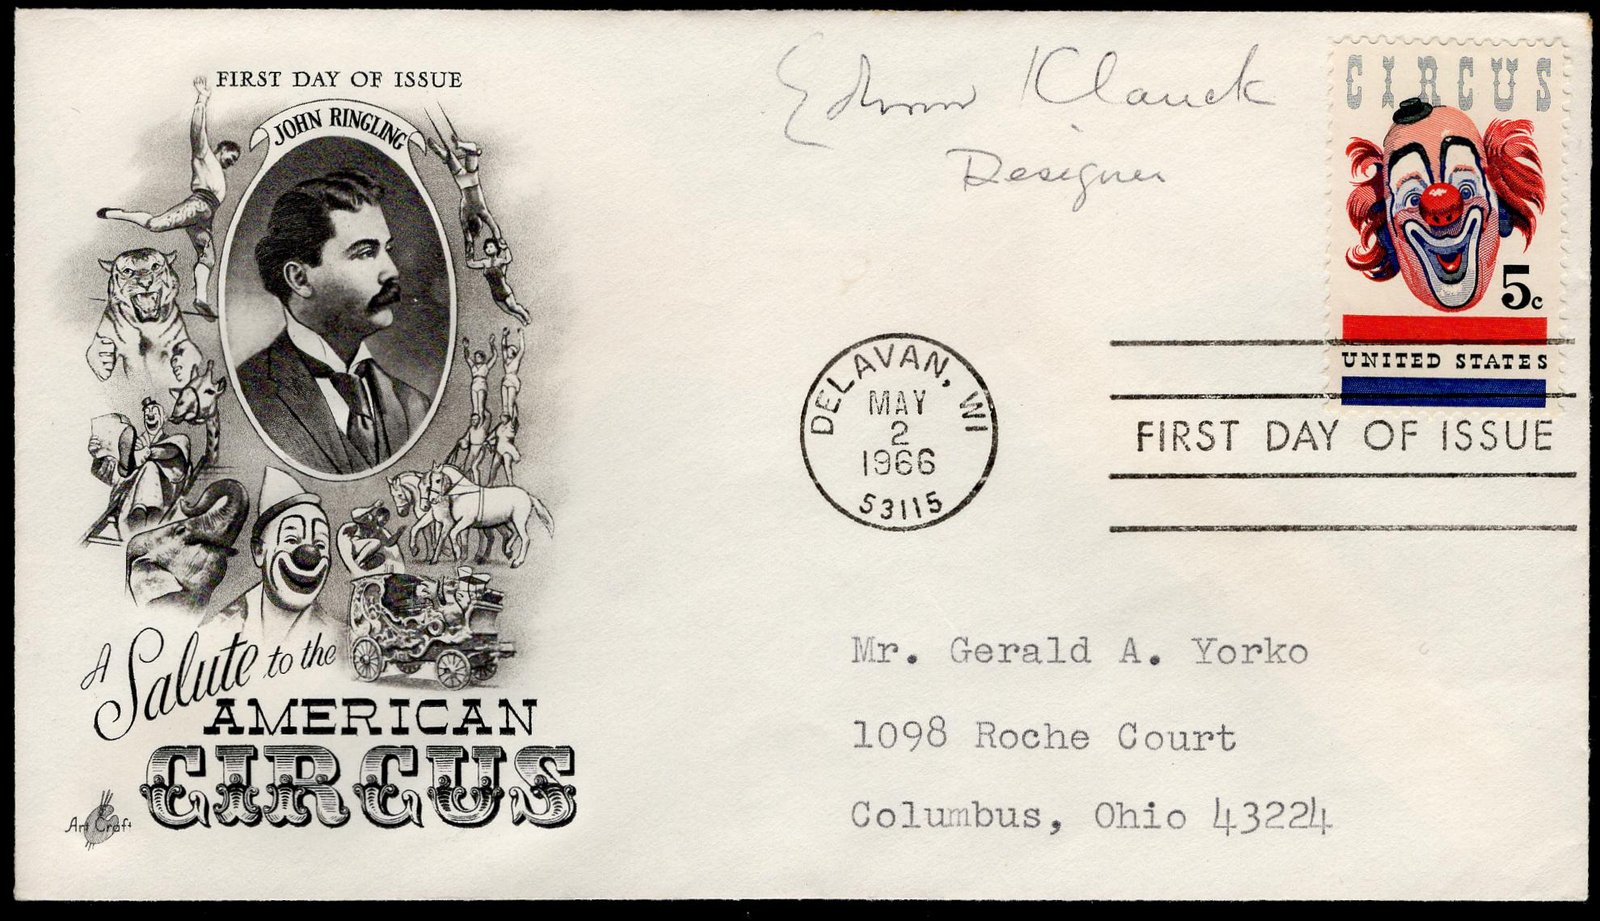 FIRST DAY OF ISSUE
JOHN RINGLING
A Salute to the
AMERICAN
CIRCUS
Art Craft
Edwin Klauck
Designer
CIRCUS
5c
UNITED STATES
DELAVAN, WI
MAY
2
1966
53115
FIRST DAY OF ISSUE
Mr. Gerald A. Yorko
1098 Roche Court
Columbus, Ohio 43224